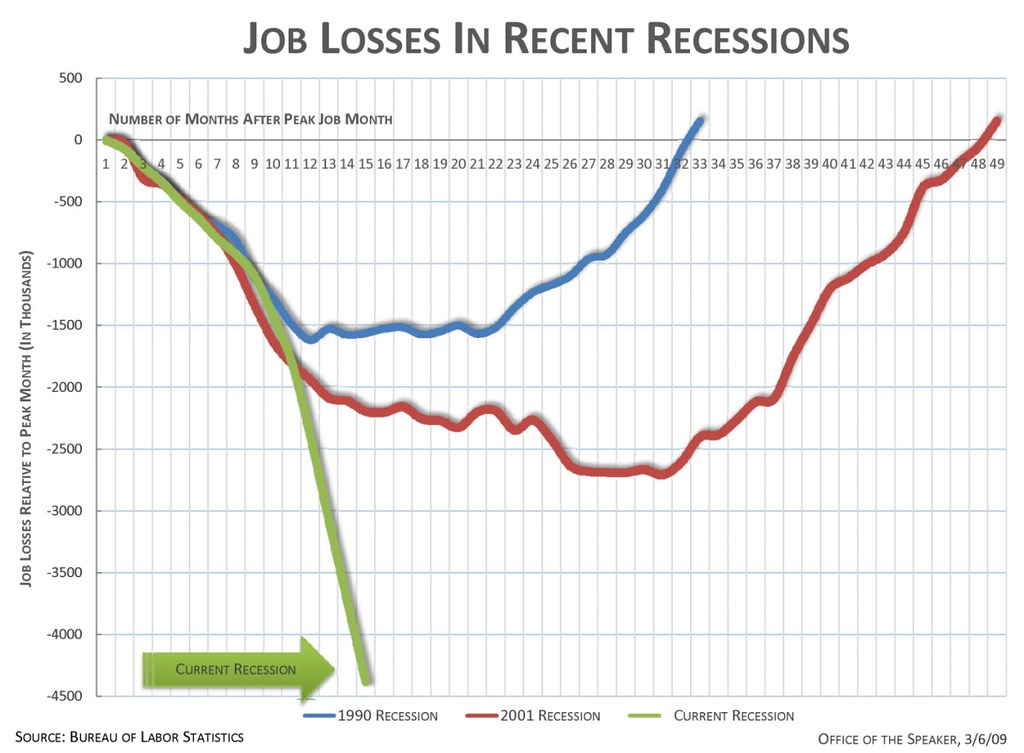 JOB LOSSES IN RECENT RECESSIONS
500
NUMBER OF MONTHS AFTER PEAK JOB MONTH
0
1 2 3 4 5 6 7 8 9 10 11 12 13 14 15 16 17 18 19 20 21 22 23 24 25 26 27 28 29 30 31 32 33 34 35 36 37 38 39 40 41 42 43 44 45 46 47 48 49
-500
-1000
-1500
-2000
-2500
-3000
-3500
-4000
-4500
JOB LOSSES RELATIVE TO PEAK MONTH (IN THOUSANDS)
CURRENT RECESSION
1990 RECESSION 2001 RECESSION CURRENT RECESSION
SOURCE: BUREAU OF LABOR STATISTICS
OFFICE OF THE SPEAKER, 3/6/09